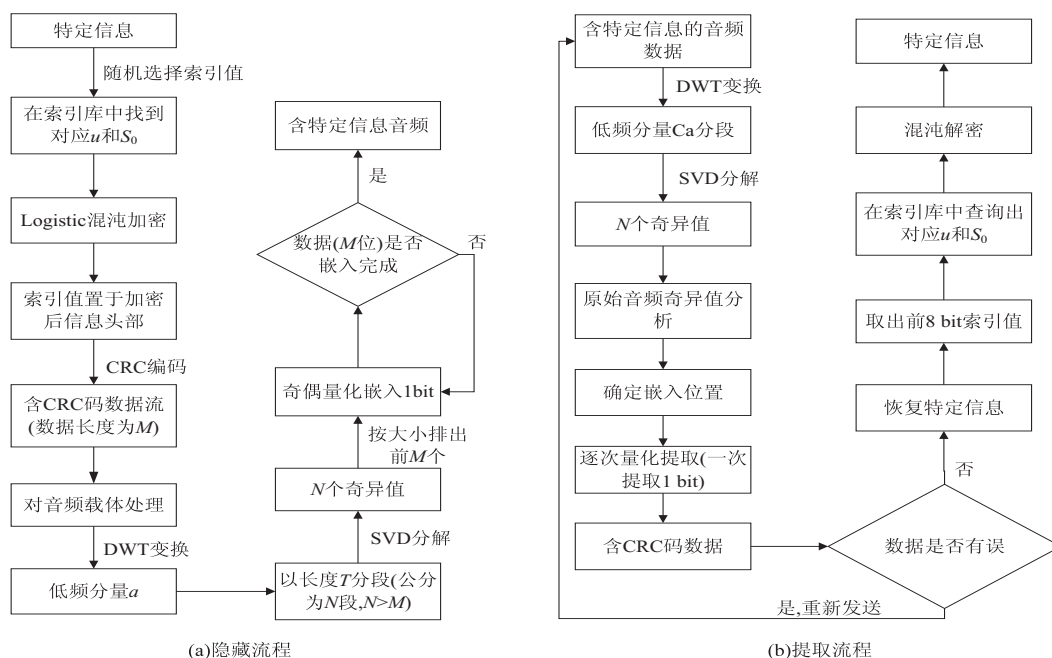 特定信息
随机选择索引值
在索引库中找到
对应u和S₀
Logistic混沌加密
索引值置于加密
后信息头部
CRC编码
含CRC码数据流
(数据长度为M)
对音频载体处理
DWT变换
低频分量a
以长度T分段(公分
为N段,N>M)
SVD分解
N个奇异值
按大小排出
前M个
奇偶量化嵌入1bit
数据(M位)是否
嵌入完成
否
是
含特定信息音频
(a)隐藏流程
含特定信息的音频
数据
DWT变换
低频分量Ca分段
SVD分解
N个奇异值
原始音频奇异值分
析
确定嵌入位置
逐次量化提取(一次
提取1 bit)
含CRC码数据
数据是否有误
是,重新发送
否
恢复特定信息
取出前8 bit索引值
在索引库中查询出
对应u和S₀
混沌解密
特定信息
(b)提取流程